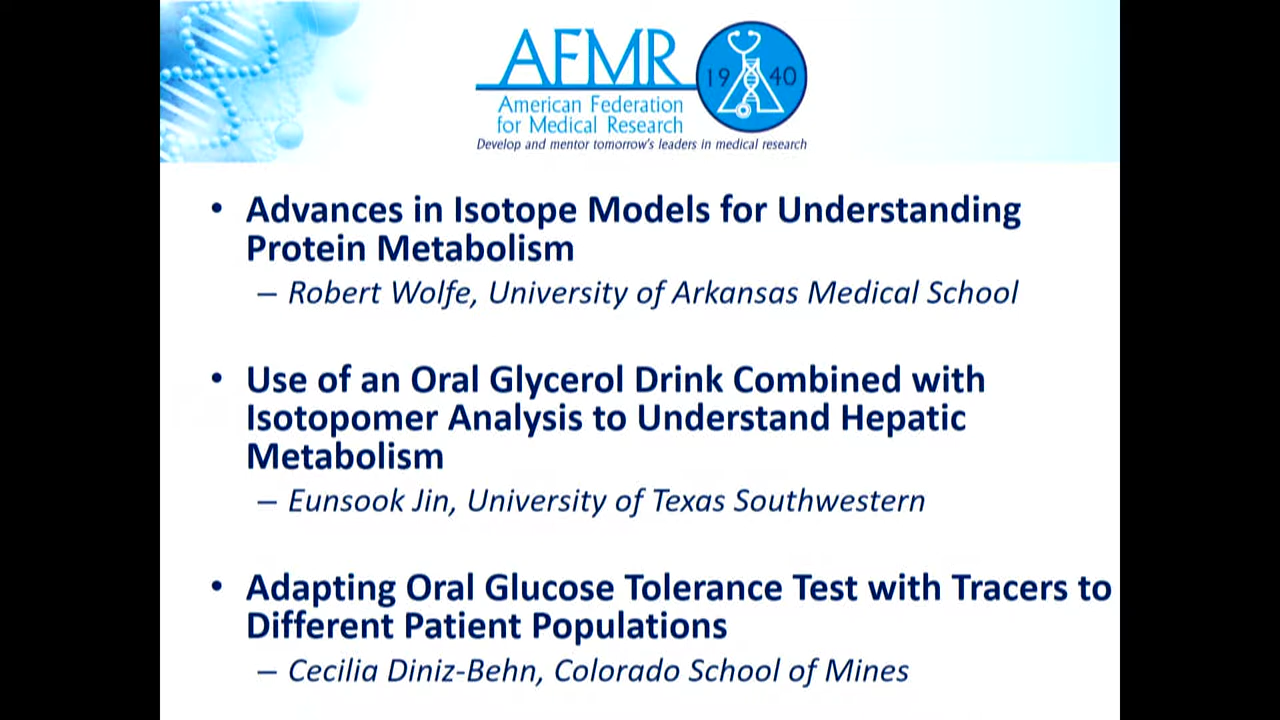 AFMR
1940
American Federation
for Medical Research
Develop and mentor tomorrow's leaders in medical research
• Advances in Isotope Models for Understanding
Protein Metabolism
– Robert Wolfe, University of Arkansas Medical School
• Use of an Oral Glycerol Drink Combined with
Isotopomer Analysis to Understand Hepatic
Metabolism
– Eunsook Jin, University of Texas Southwestern
• Adapting Oral Glucose Tolerance Test with Tracers to
Different Patient Populations
– Cecilia Diniz-Behn, Colorado School of Mines